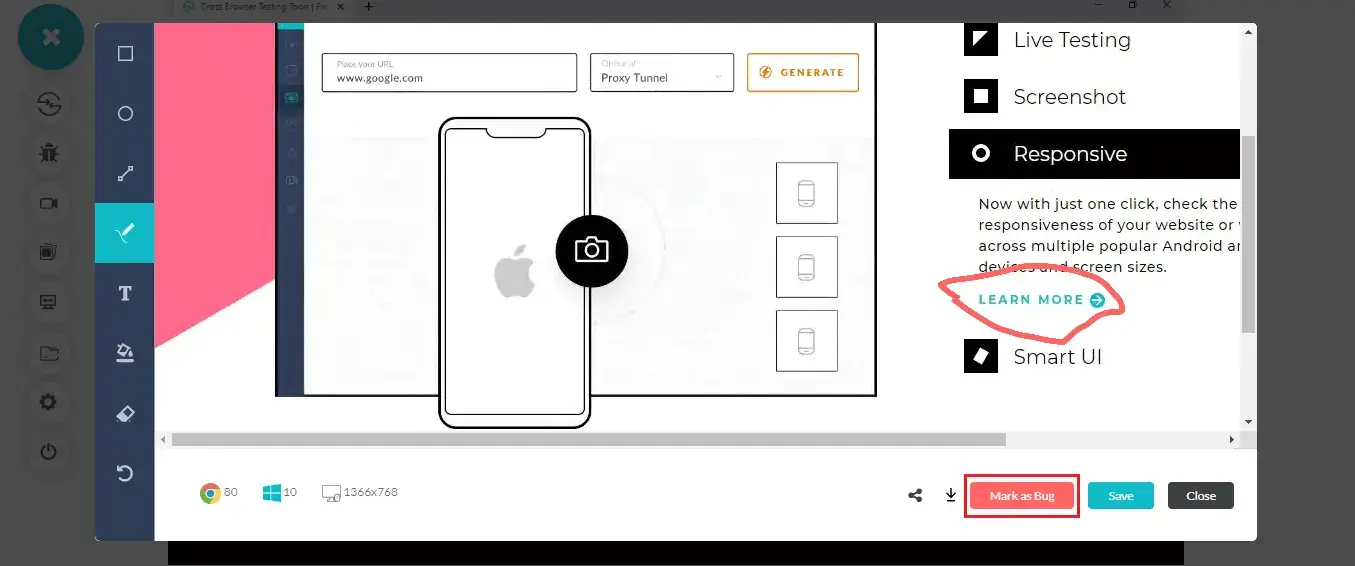 Cross Browser Testing Tools | Fr
Place your URL
www.google.com
Optional
Proxy Tunnel
GENERATE
Live Testing
Screenshot
Responsive
Now with just one click, check the
responsiveness of your website or
across multiple popular Android
devices and screen sizes.
LEARN MORE
Smart UI
T
80
10
1366x768
Mark as Bug
Save
Close